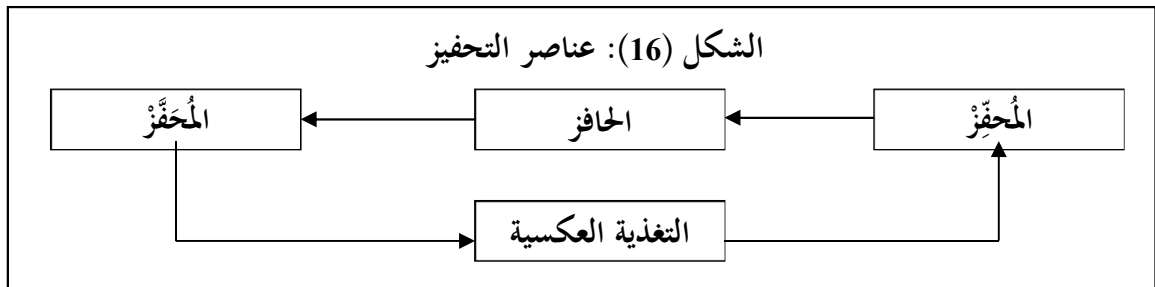 الشكل (16): عناصر التحفيز
المُحفِّزْ
الحافز
المُحَفَّزْ
التغذية العكسية